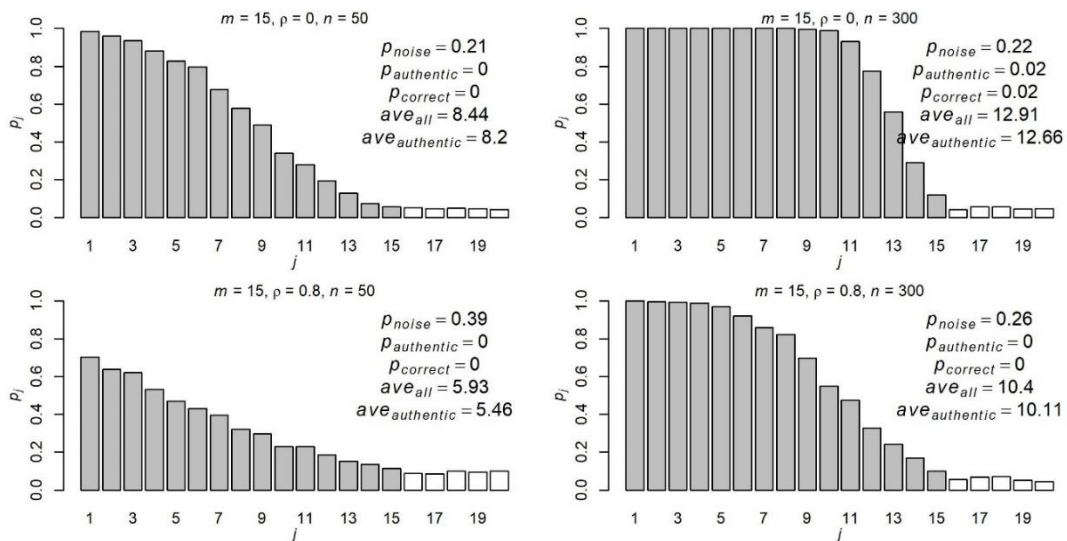 m = 15, ρ = 0, n = 50
p_noise = 0.21
p_authentic = 0
p_correct = 0
ave_all = 8.44
ave_authentic = 8.2
p_j
0.0 0.2 0.4 0.6 0.8 1.0
1 3 5 7 9 11 13 15 17 19
j
m = 15, ρ = 0, n = 300
p_noise = 0.22
p_authentic = 0.02
p_correct = 0.02
ave_all = 12.91
ave_authentic = 12.66
p_j
0.0 0.2 0.4 0.6 0.8 1.0
1 3 5 7 9 11 13 15 17 19
j
m = 15, ρ = 0.8, n = 50
p_noise = 0.39
p_authentic = 0
p_correct = 0
ave_all = 5.93
ave_authentic = 5.46
p_j
0.0 0.2 0.4 0.6 0.8 1.0
1 3 5 7 9 11 13 15 17 19
j
m = 15, ρ = 0.8, n = 300
p_noise = 0.26
p_authentic = 0
p_correct = 0
ave_all = 10.4
ave_authentic = 10.11
p_j
0.0 0.2 0.4 0.6 0.8 1.0
1 3 5 7 9 11 13 15 17 19
j